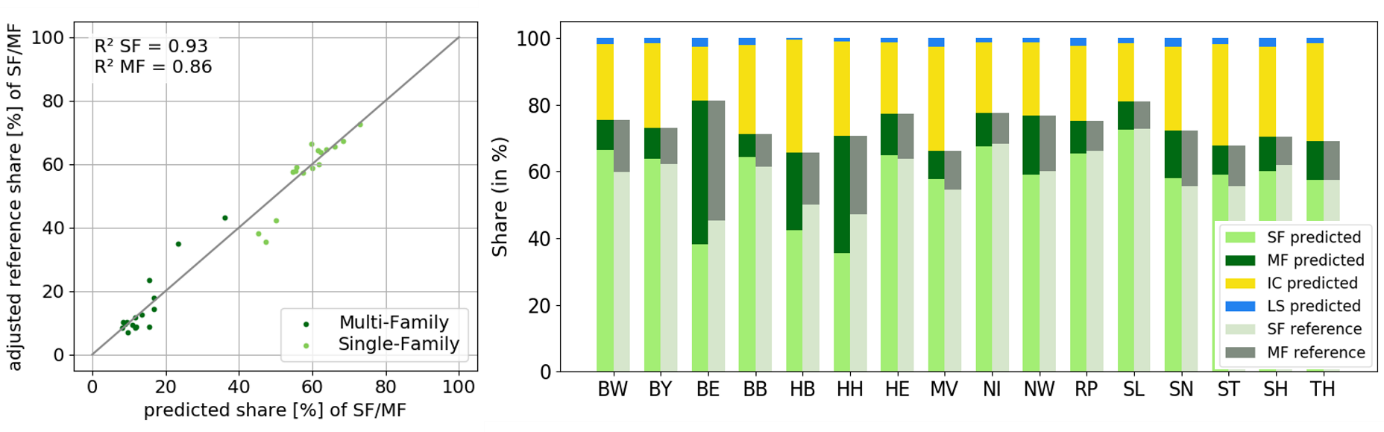 adjusted reference share [%] of SF/MF
100
80
60
40
20
0
R² SF = 0.93
R² MF = 0.86
Multi-Family
Single-Family
0 20 40 60 80 100
predicted share [%] of SF/MF
Share (in %)
100
80
60
40
20
0
SF predicted
MF predicted
IC predicted
LS predicted
SF reference
MF reference
BW BY BE BB HB HH HE MV NI NW RP SL SN ST SH TH